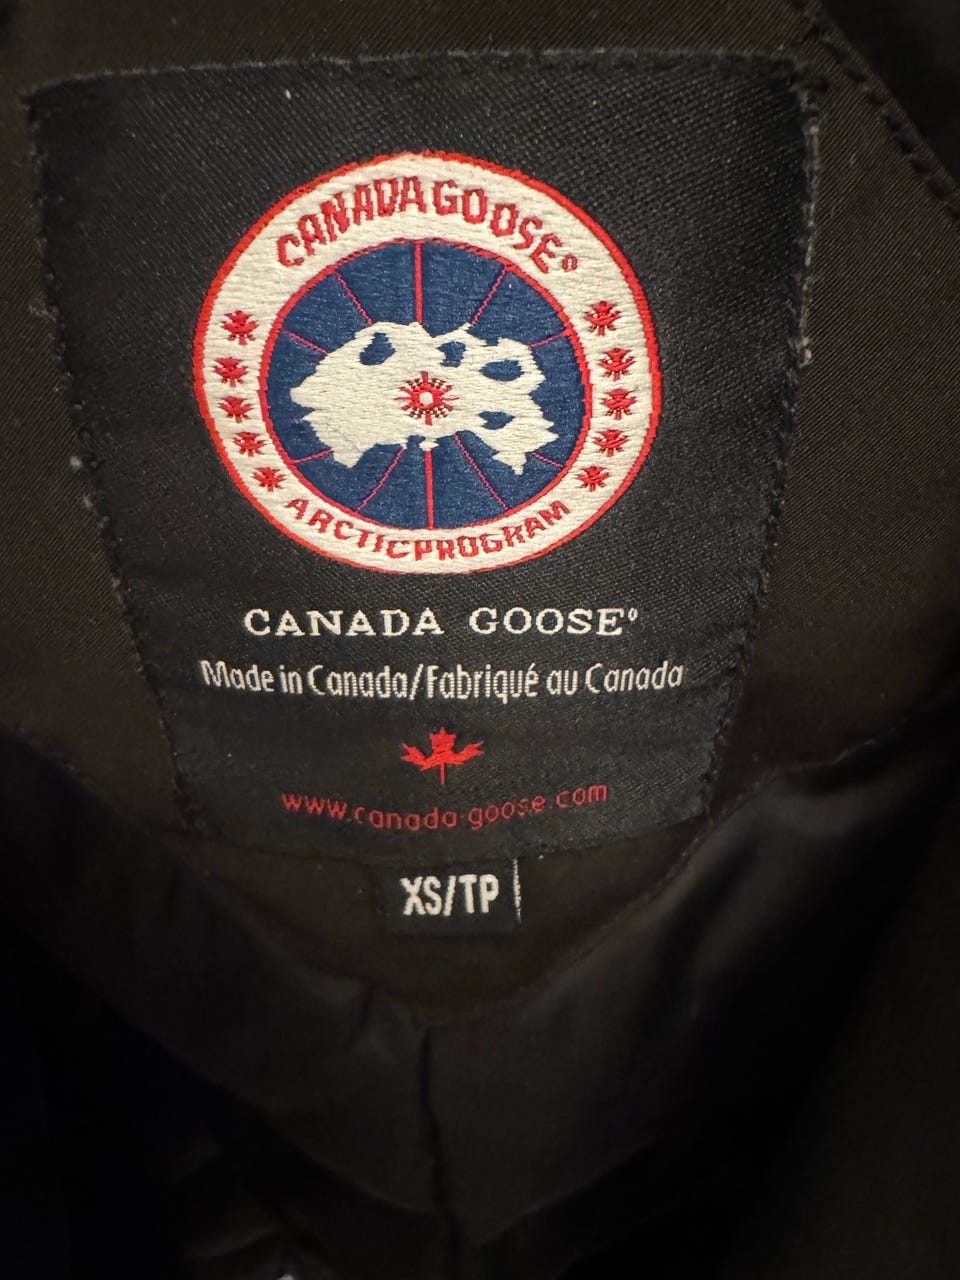 CANADA GOOSE
ARCTIC PROGRAM
CANADA GOOSE®
Made in Canada/Fabriqué au Canada
www.canada-goose.com
XS/TP